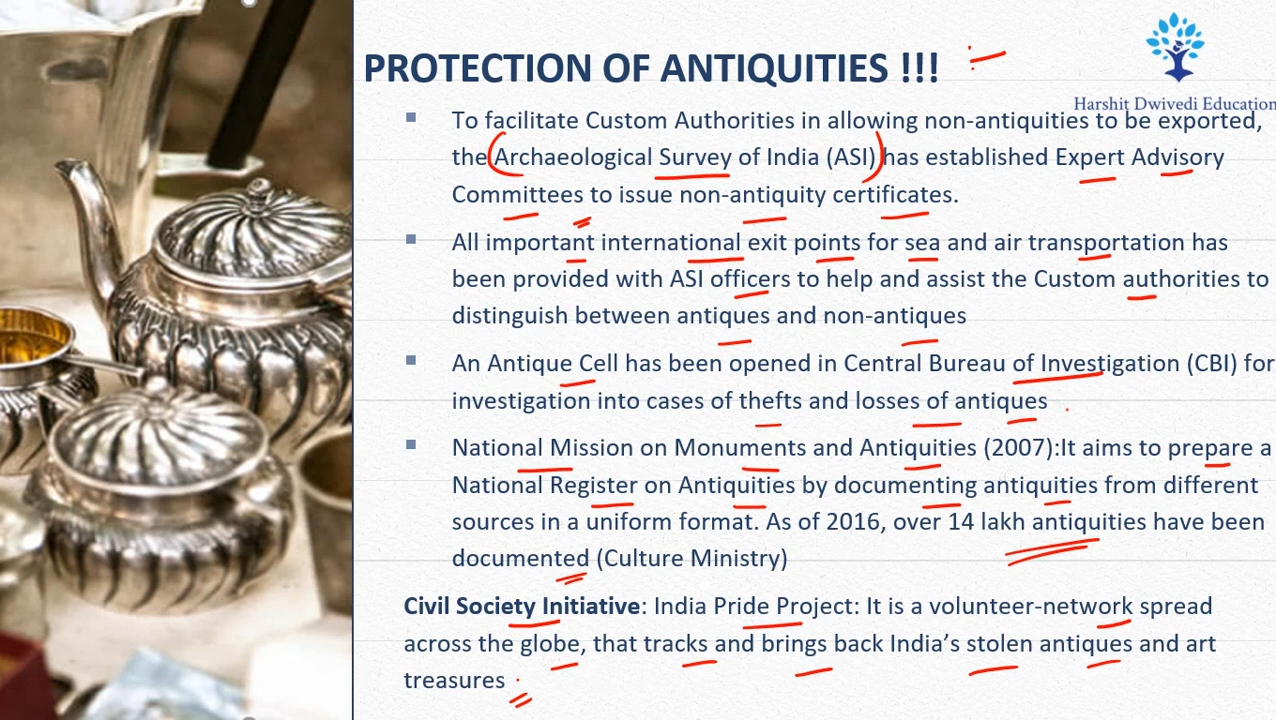 PROTECTION OF ANTIQUITIES !!!
Harshit Dwivedi Education
▪ To facilitate Custom Authorities in allowing non-antiquities to be exported,
the Archaeological Survey of India (ASI) has established Expert Advisory
Committees to issue non-antiquity certificates.
▪ All important international exit points for sea and air transportation has
been provided with ASI officers to help and assist the Custom authorities to
distinguish between antiques and non-antiques
▪ An Antique Cell has been opened in Central Bureau of Investigation (CBI) for
investigation into cases of thefts and losses of antiques
▪ National Mission on Monuments and Antiquities (2007):It aims to prepare a
National Register on Antiquities by documenting antiquities from different
sources in a uniform format. As of 2016, over 14 lakh antiquities have been
documented (Culture Ministry)
Civil Society Initiative: India Pride Project: It is a volunteer-network spread
across the globe, that tracks and brings back India’s stolen antiques and art
treasures